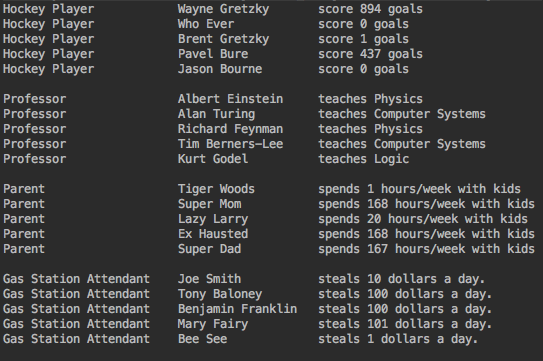 Hockey Player Wayne Gretzky score 894 goals
Hockey Player Who Ever score 0 goals
Hockey Player Brent Gretzky score 1 goals
Hockey Player Pavel Bure score 437 goals
Hockey Player Jason Bourne score 0 goals
Professor Albert Einstein teaches Physics
Professor Alan Turing teaches Computer Systems
Professor Richard Feynman teaches Physics
Professor Tim Berners-Lee teaches Computer Systems
Professor Kurt Godel teaches Logic
Parent Tiger Woods spends 1 hours/week with kids
Parent Super Mom spends 168 hours/week with kids
Parent Lazy Larry spends 20 hours/week with kids
Parent Ex Hausted spends 168 hours/week with kids
Parent Super Dad spends 167 hours/week with kids
Gas Station Attendant Joe Smith steals 10 dollars a day.
Gas Station Attendant Tony Baloney steals 100 dollars a day.
Gas Station Attendant Benjamin Franklin steals 100 dollars a day.
Gas Station Attendant Mary Fairy steals 101 dollars a day.
Gas Station Attendant Bee See steals 1 dollars a day.